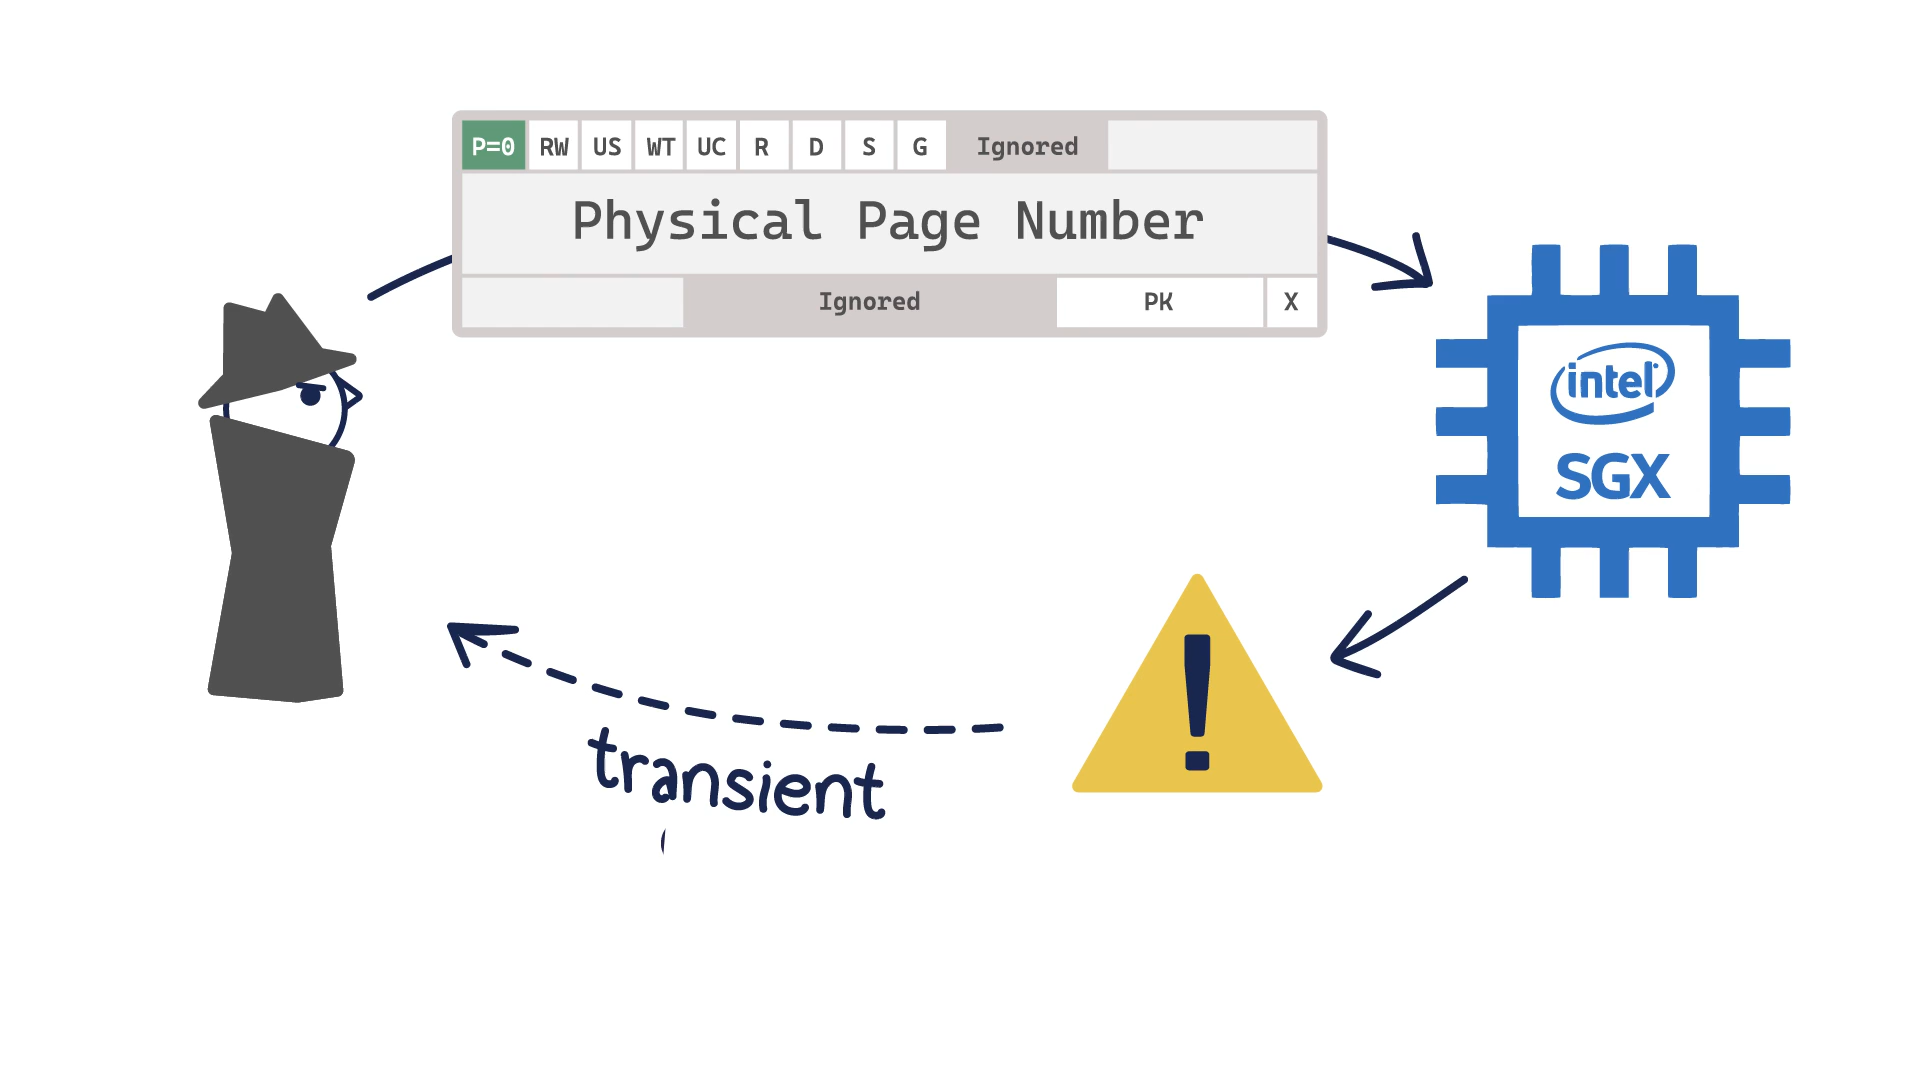 P=0 RW US WT UC R D S G Ignored
Physical Page Number
Ignored PK X
intel
SGX
transient